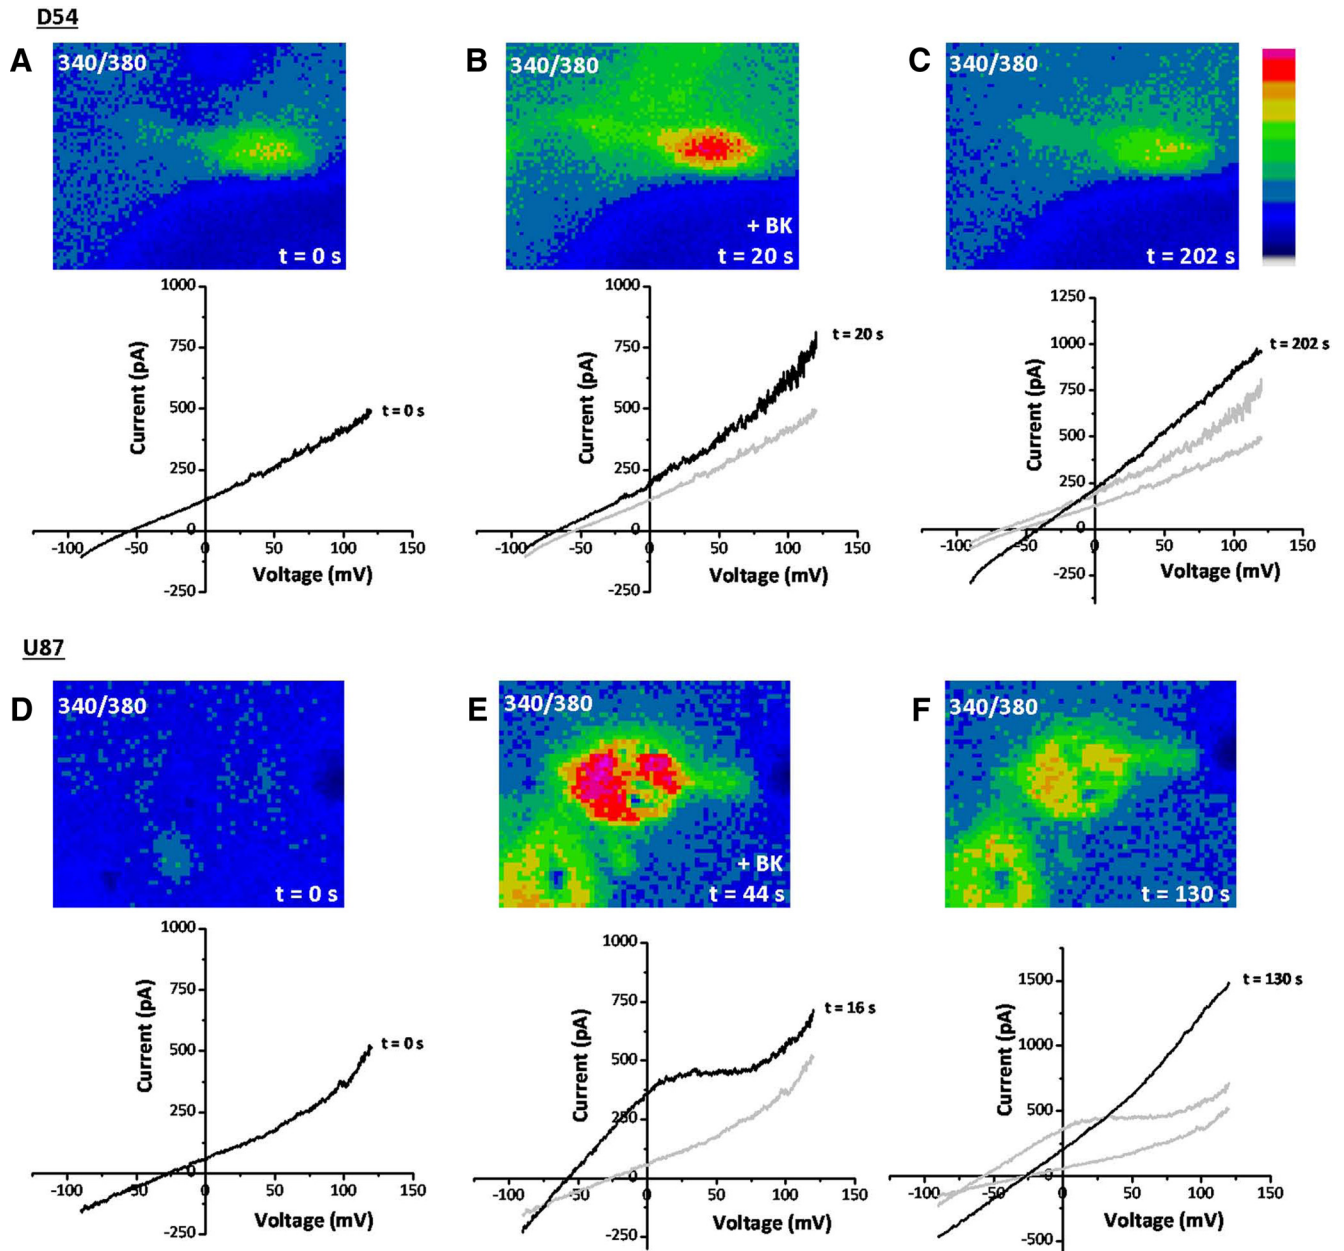 D54
A
340/380
t = 0 s
B
340/380
+ BK
t = 20 s
C
340/380
t = 202 s
1000
750
500
250
0
-250
-100
-50
0
50
100
150
Current (pA)
Voltage (mV)
t = 0 s
1000
750
500
250
0
-250
-100
-50
0
50
100
150
Current (pA)
Voltage (mV)
t = 20 s
1250
1000
750
500
250
0
-250
-100
-50
0
50
100
150
Current (pA)
Voltage (mV)
t = 202 s
U87
D
340/380
t = 0 s
E
340/380
+ BK
t = 44 s
F
340/380
t = 130 s
1000
750
500
250
0
-250
-100
-50
0
50
100
150
Current (pA)
Voltage (mV)
t = 0 s
1000
750
500
250
0
-250
-100
-50
0
50
100
150
Current (pA)
Voltage (mV)
t = 16 s
1500
1000
500
0
-500
-100
-50
0
50
100
150
Current (pA)
Voltage (mV)
t = 130 s